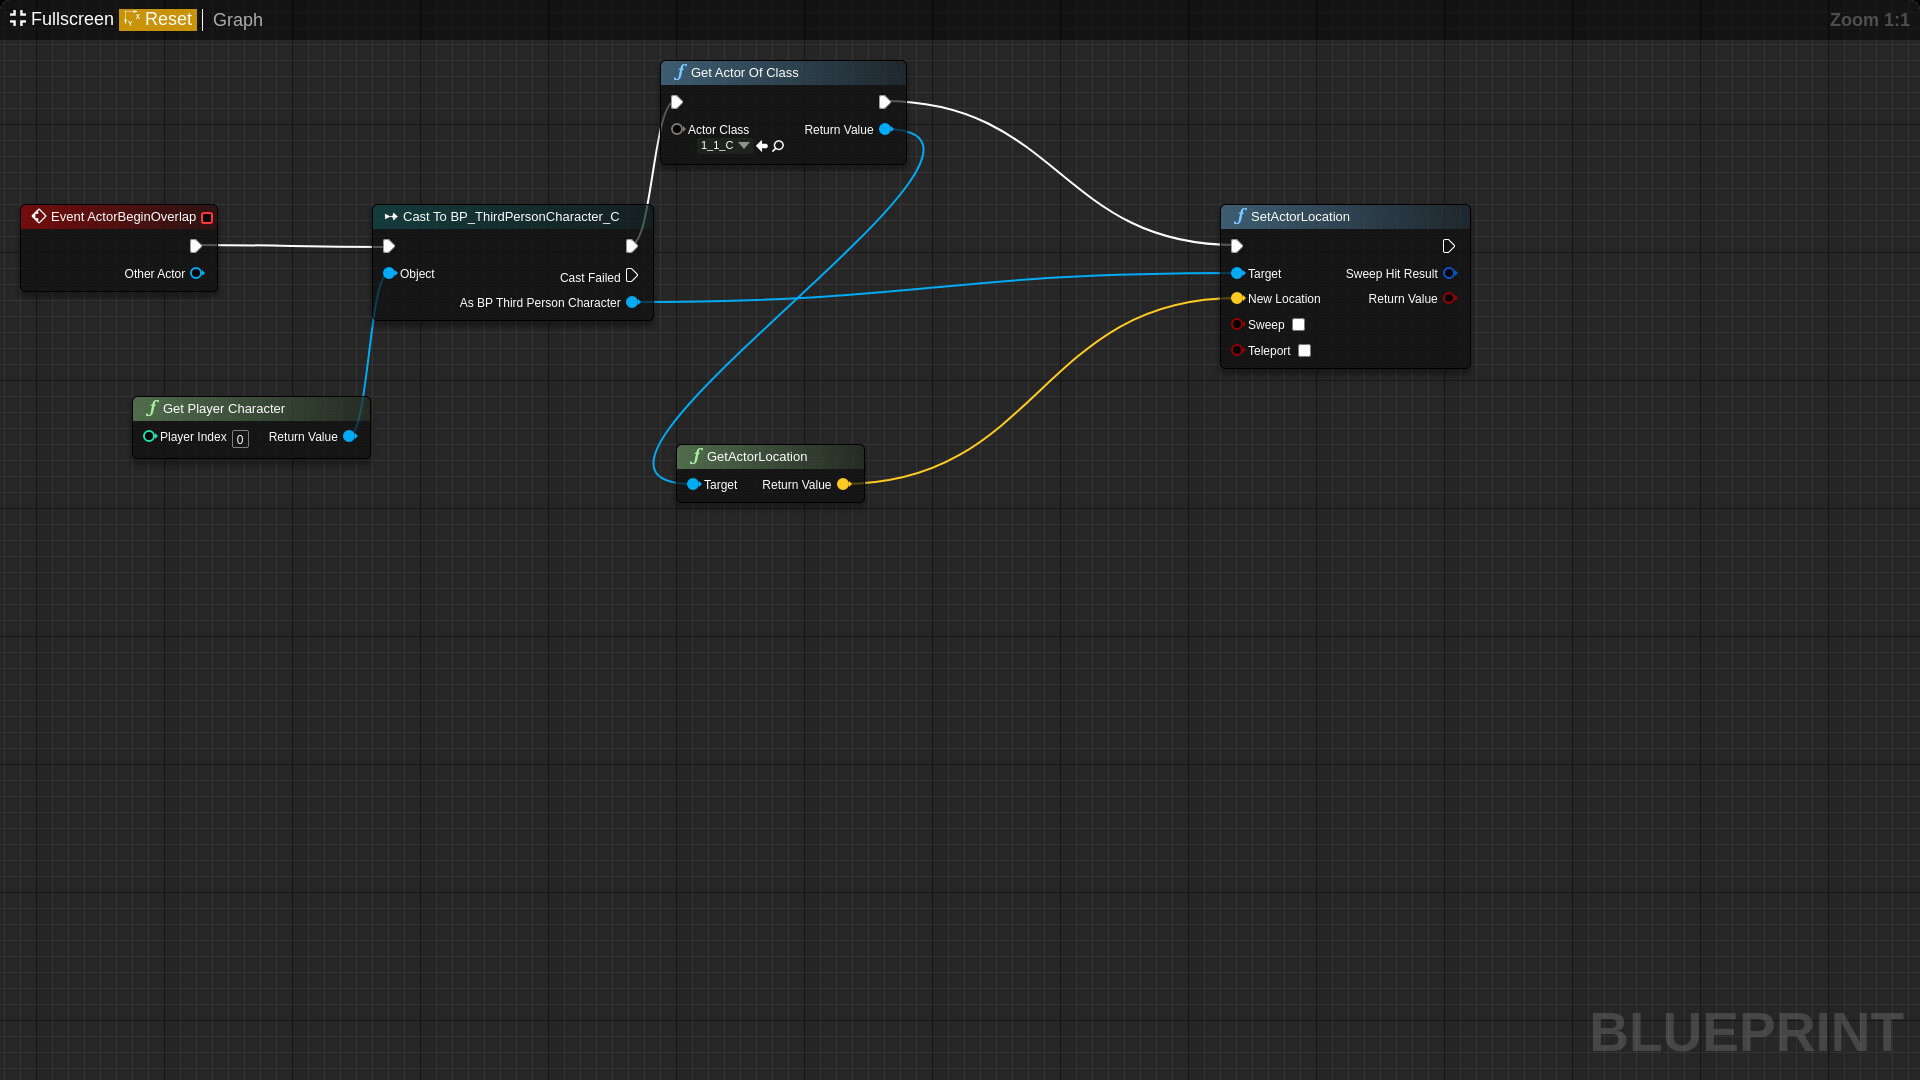 Fullscreen Reset Graph Zoom 1:1
Get Actor Of Class
Actor Class Return Value
1_1_C
Event ActorBeginOverlap
Other Actor
Cast To BP_ThirdPersonCharacter_C
Object
Cast Failed
As BP Third Person Character
SetActorLocation
Target Sweep Hit Result
New Location Return Value
Sweep
Teleport
Get Player Character
Player Index 0 Return Value
GetActorLocation
Target Return Value
BLUEPRINT